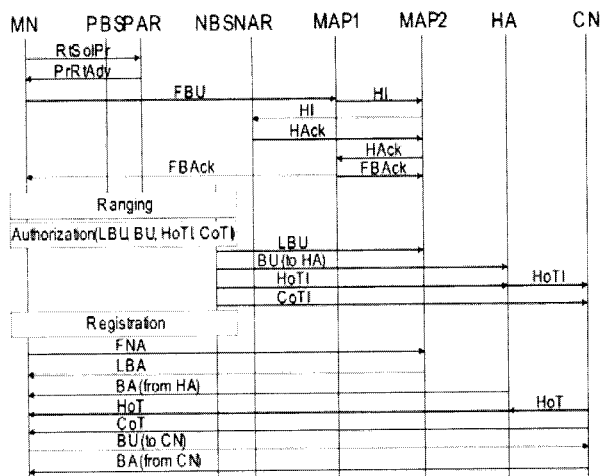 MN PBSPAR NBSNAR MAP1 MAP2 HA CN
RtSolPr
PrRtAdv
FBU HI
HI
HAck
HAck
FBAck FBAck
Ranging
Authorization(LBU, BU, HoTI, CoTI)
LBU
BU(to HA)
HoTI HoTI
CoTI
Registration
FNA
LBA
BA(from HA)
HoT HoT
CoT
BU(to CN)
BA(from CN)